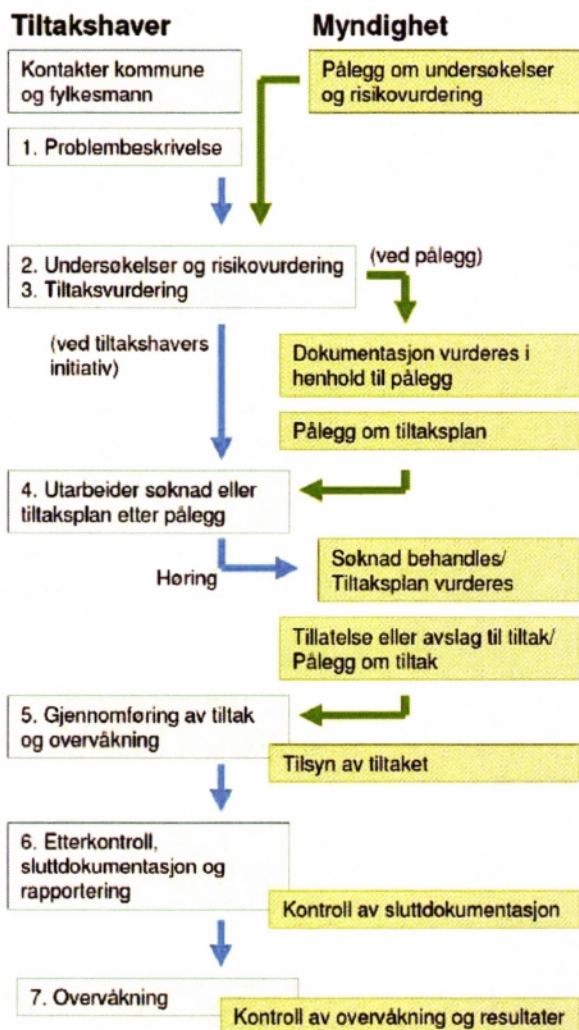 Tiltakshaver
Myndighet
Kontakter kommune
og fylkesmann
Pålegg om undersøkelser
og risikovurdering
1. Problembeskrivelse
2. Undersøkelser og risikovurdering
3. Tiltaksvurdering
(ved pålegg)
(ved tiltakshavers
initiativ)
Dokumentasjon vurderes i
henhold til pålegg
Pålegg om tiltaksplan
4. Utarbeider søknad eller
tiltaksplan etter pålegg
Høring
Søknad behandles/
Tiltaksplan vurderes
Tillatelse eller avslag til tiltak/
Pålegg om tiltak
5. Gjennomføring av tiltak
og overvåkning
Tilsyn av tiltaket
6. Etterkontroll,
sluttdokumentasjon og
rapportering
Kontroll av sluttdokumentasjon
7. Overvåkning
Kontroll av overvåkning og resultater